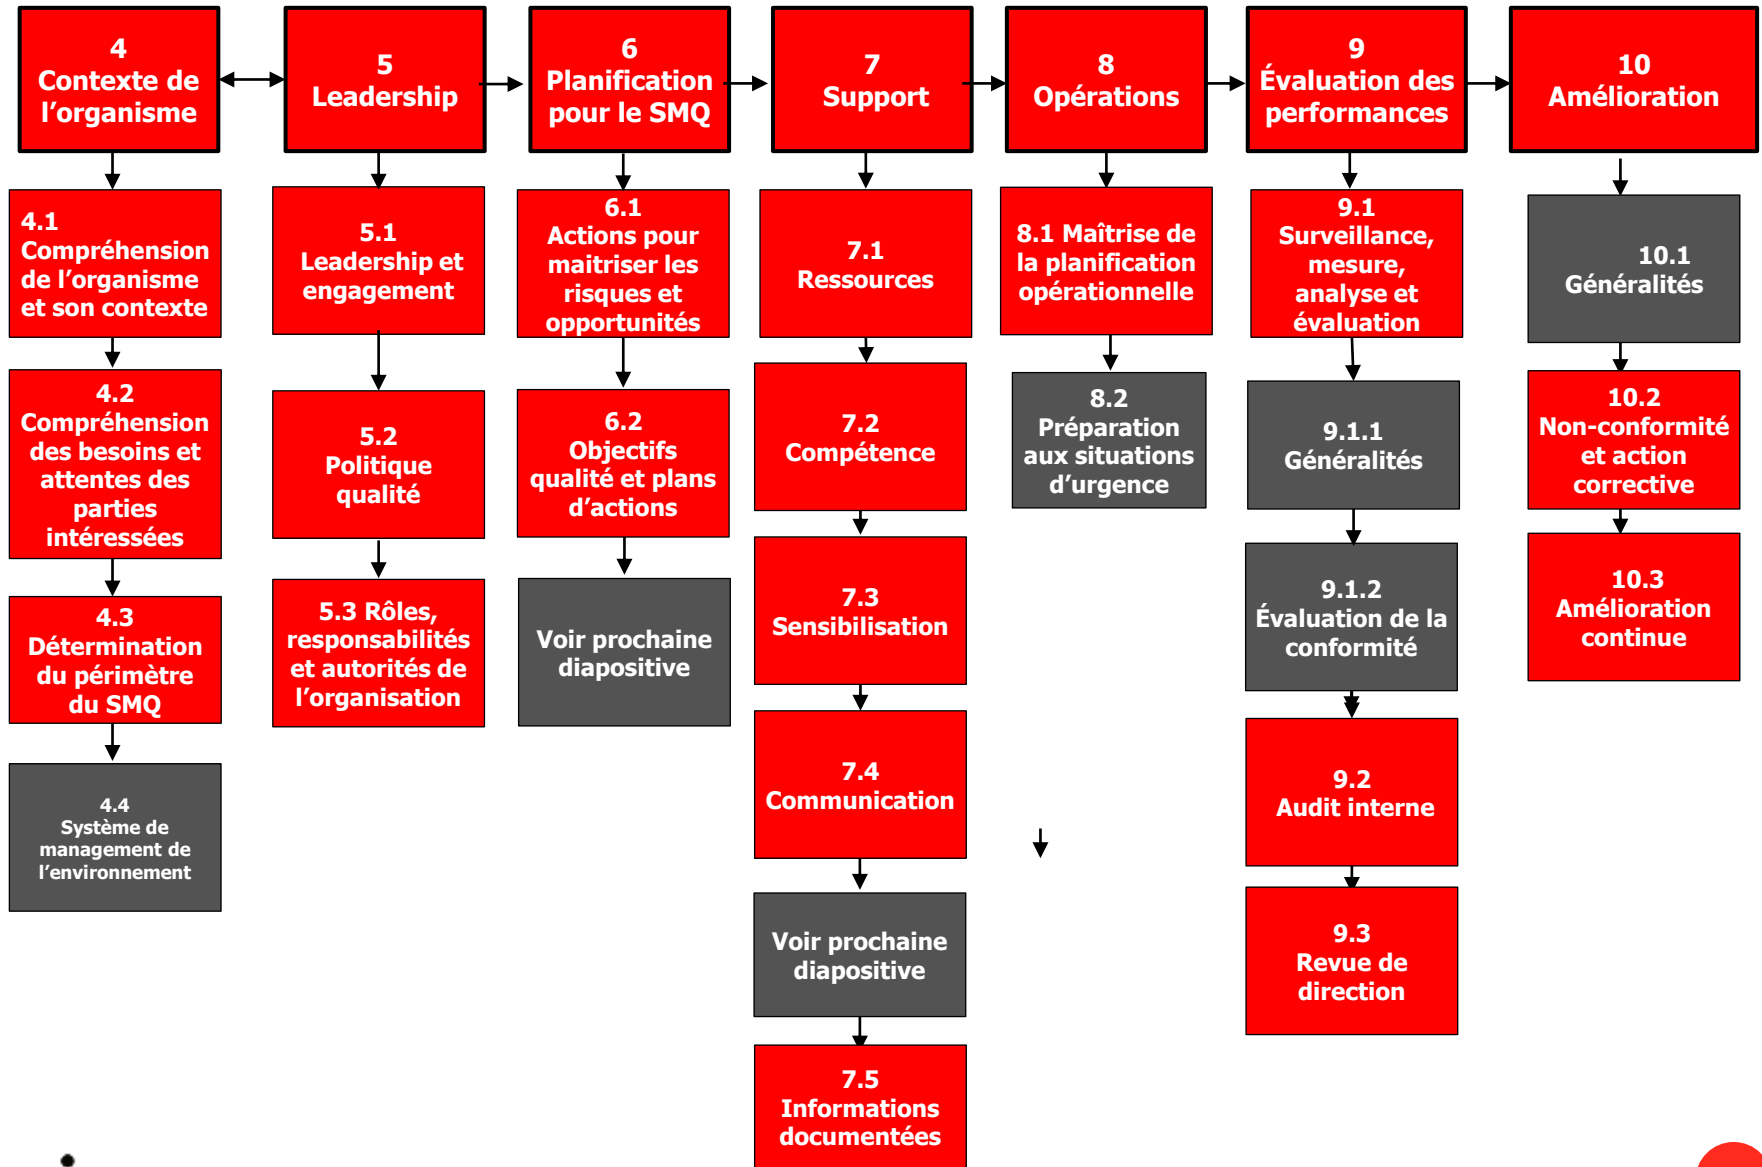 4
Contexte de
l’organisme
5
Leadership
6
Planification
pour le SMQ
7
Support
8
Opérations
9
Évaluation des
performances
10
Amélioration
4.1
Compréhension
de l’organisme
et son contexte
4.2
Compréhension
des besoins et
attentes des
parties
intéressées
4.3
Détermination
du périmètre
du SMQ
4.4
Système de
management de
l’environnement
5.1
Leadership et
engagement
5.2
Politique
qualité
5.3 Rôles,
responsabilités
et autorités de
l’organisation
6.1
Actions pour
maitriser les
risques et
opportunités
6.2
Objectifs
qualité et plans
d’actions
Voir prochaine
diapositive
7.1
Ressources
7.2
Compétence
7.3
Sensibilisation
7.4
Communication
Voir prochaine
diapositive
7.5
Informations
documentées
8.1 Maîtrise de
la planification
opérationnelle
8.2
Préparation
aux situations
d’urgence
9.1
Surveillance,
mesure,
analyse et
évaluation
9.1.1
Généralités
9.1.2
Évaluation de la
conformité
9.2
Audit interne
9.3
Revue de
direction
10.1
Généralités
10.2
Non-conformité
et action
corrective
10.3
Amélioration
continue